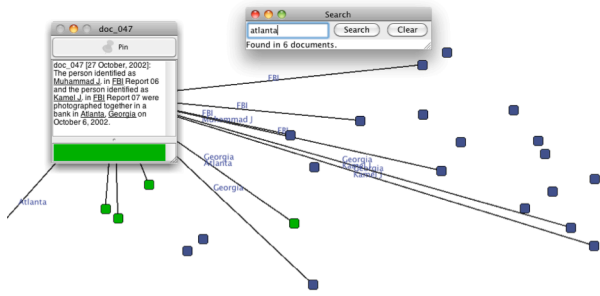 doc_047
Pin
doc_047 [27 October, 2002]:
The person identified as
Muhammad J. in FBI Report 06
and the person identified as
Kamel J. in FBI Report 07 were
photographed together in a
bank in Atlanta, Georgia on
October 6, 2002.
Search
atlanta
Search
Clear
Found in 6 documents.
FBI
FBI
FBI
Muhammad J
FBI
Georgia
Atlanta
Georgia
Kamel J
Georgia
Kamel J
Georgia
Atlanta